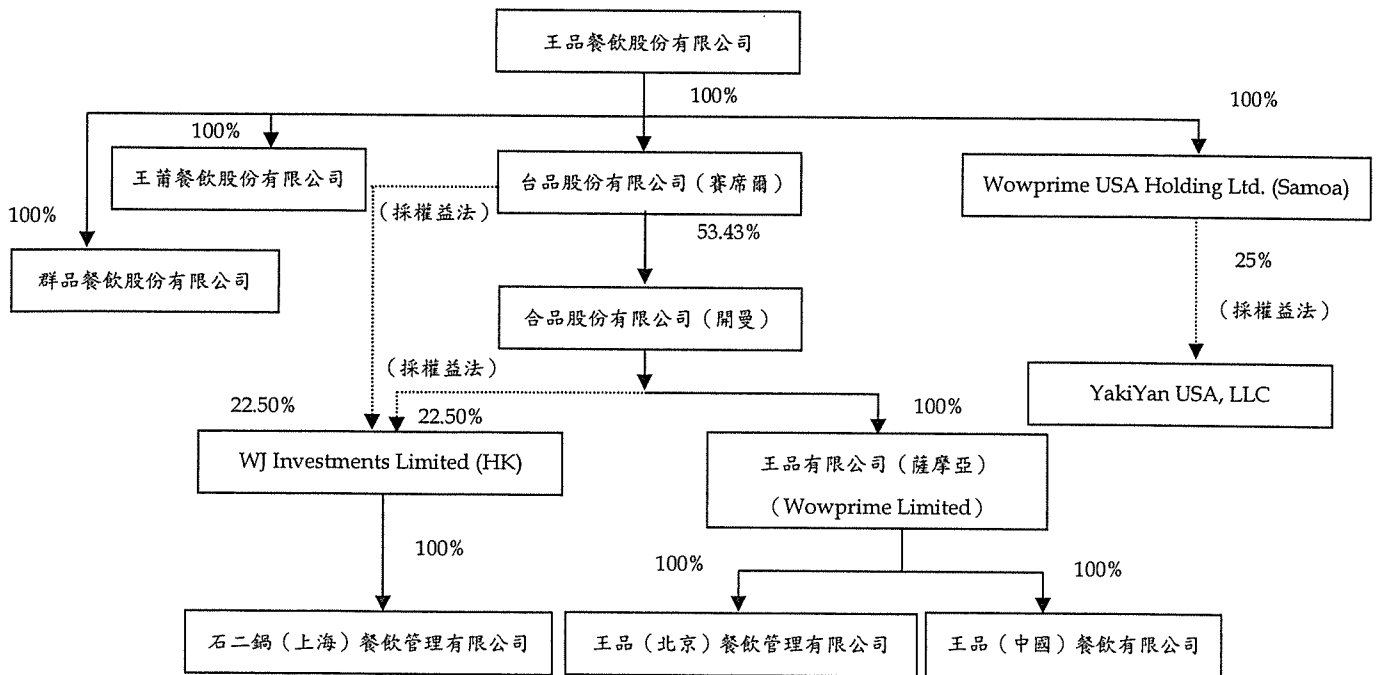 王品餐飲股份有限公司
100%
100%
100%
王莆餐飲股份有限公司
台品股份有限公司（賽席爾）
Wowprime USA Holding Ltd. (Samoa)
100%
（採權益法）
53.43%
群品餐飲股份有限公司
25%
（採權益法）
合品股份有限公司（開曼）
（採權益法）
22.50%
22.50%
100%
YakiYan USA, LLC
WJ Investments Limited (HK)
王品有限公司（薩摩亞）
（Wowprime Limited）
100%
100%
100%
石二鍋（上海）餐飲管理有限公司
王品（北京）餐飲管理有限公司
王品（中國）餐飲有限公司